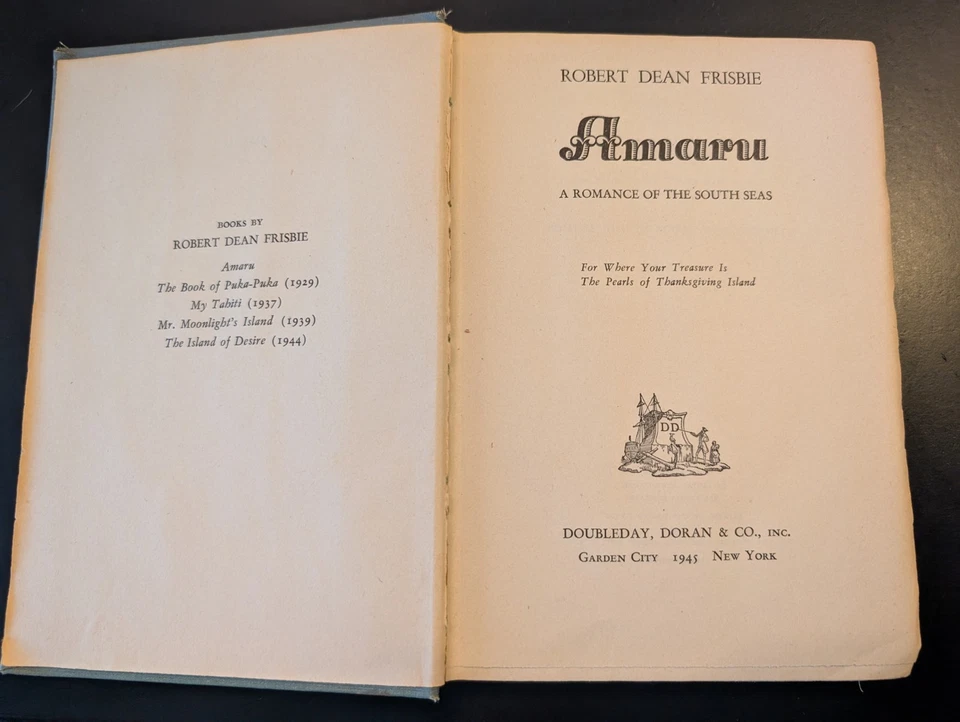 BOOKS BY
ROBERT DEAN FRISBIE
Amaru
The Book of Puka-Puka (1929)
My Tahiti (1937)
Mr. Moonlight's Island (1939)
The Island of Desire (1944)
ROBERT DEAN FRISBIE
Amaru
A ROMANCE OF THE SOUTH SEAS
For Where Your Treasure Is
The Pearls of Thanksgiving Island
DD
DOUBLEDAY, DORAN & CO., INC.
GARDEN CITY 1945 NEW YORK